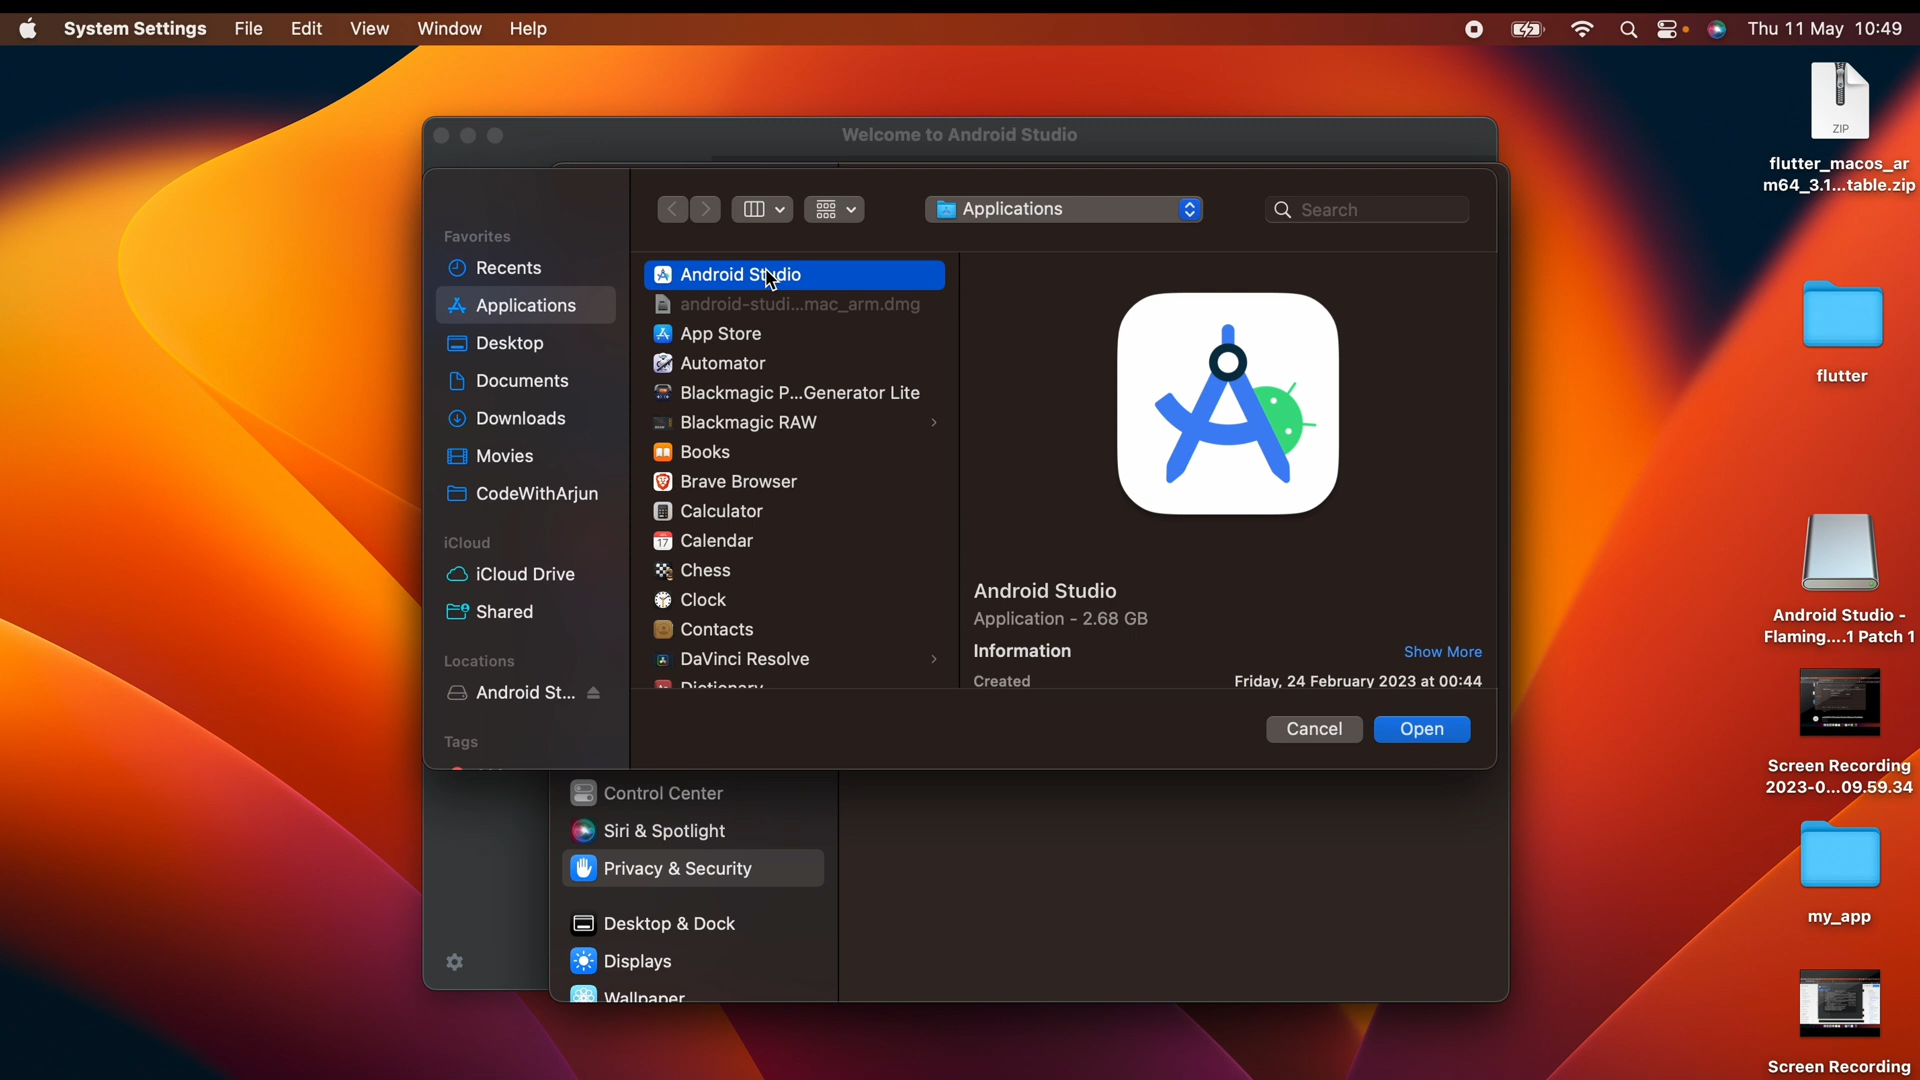 System Settings File Edit View Window Help Thu 11 May 10:49
Welcome to Android Studio
Applications
Search
Favorites
Recents
Applications
Desktop
Documents
Downloads
Movies
CodeWithArjun
iCloud
iCloud Drive
Shared
Locations
Android St...
Tags
Android Studio
android-studi...mac_arm.dmg
App Store
Automator
Blackmagic P...Generator Lite
Blackmagic RAW
Books
Brave Browser
Calculator
17 Calendar
Chess
Clock
Contacts
DaVinci Resolve
Dictionary
Android Studio
Application - 2.68 GB
Information Show More
Created Friday, 24 February 2023 at 00:44
Cancel Open
Control Center
Siri & Spotlight
Privacy & Security
Desktop & Dock
Displays
Wallpaper
ZIP
flutter_macos_ar
m64_3.1...table.zip
flutter
Android Studio -
Flaming....1 Patch 1
Screen Recording
2023-0...09.59.34
my_app
Screen Recording